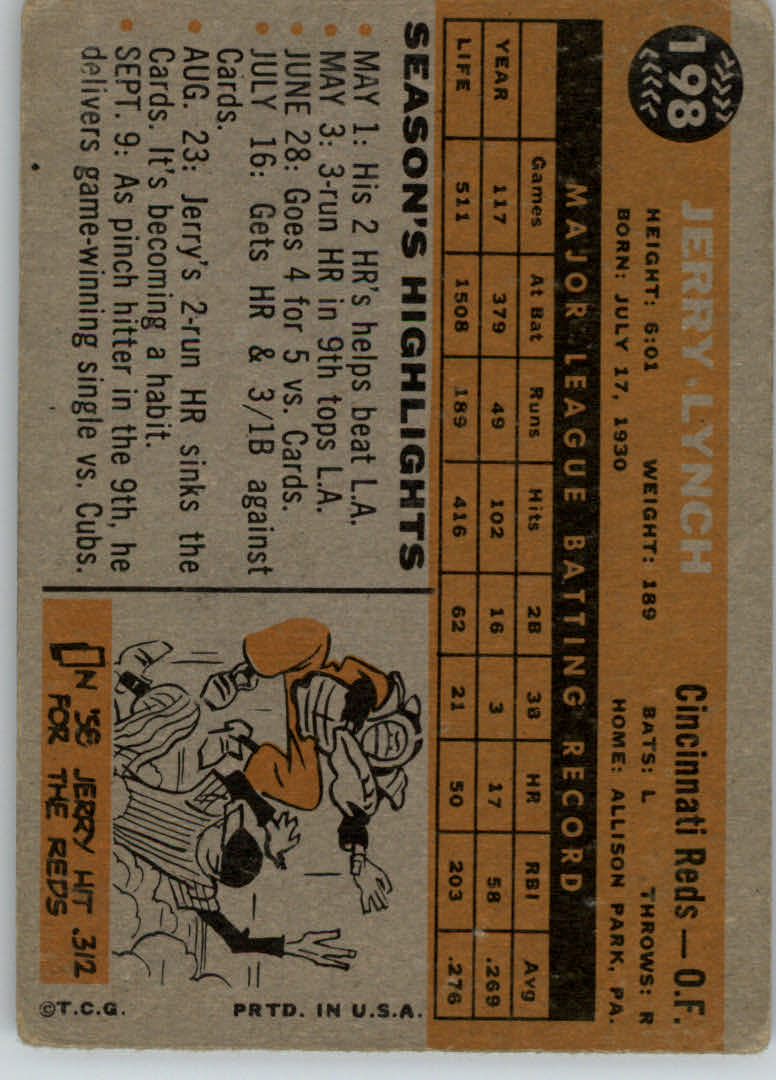 198
JERRY LYNCH
Cincinnati Reds — O.F.
HEIGHT: 6:01 WEIGHT: 189 BATS: L THROWS: R
BORN: JULY 17, 1930 HOME: ALLISON PARK, PA.
MAJOR LEAGUE BATTING RECORD
Games At Bat Runs Hits 2B 3B HR RBI Avg
YEAR 117 379 49 102 16 3 17 58 .269
LIFE 511 1508 189 416 62 21 50 203 .276
SEASON'S HIGHLIGHTS
• MAY 1: His 2 HR's helps beat L.A.
• MAY 3: 3-run HR in 9th tops L.A.
• JUNE 28: Goes 4 for 5 vs. Cards.
• JULY 16: Gets HR & 3/1B against
Cards.
• AUG. 23: Jerry's 2-run HR sinks the
Cards. It's becoming a habit.
• SEPT. 9: As pinch hitter in the 9th, he
delivers game-winning single vs. Cubs.
IN '58 JERRY HIT .312
FOR THE REDS
©T.C.G. PRTD. IN U.S.A.